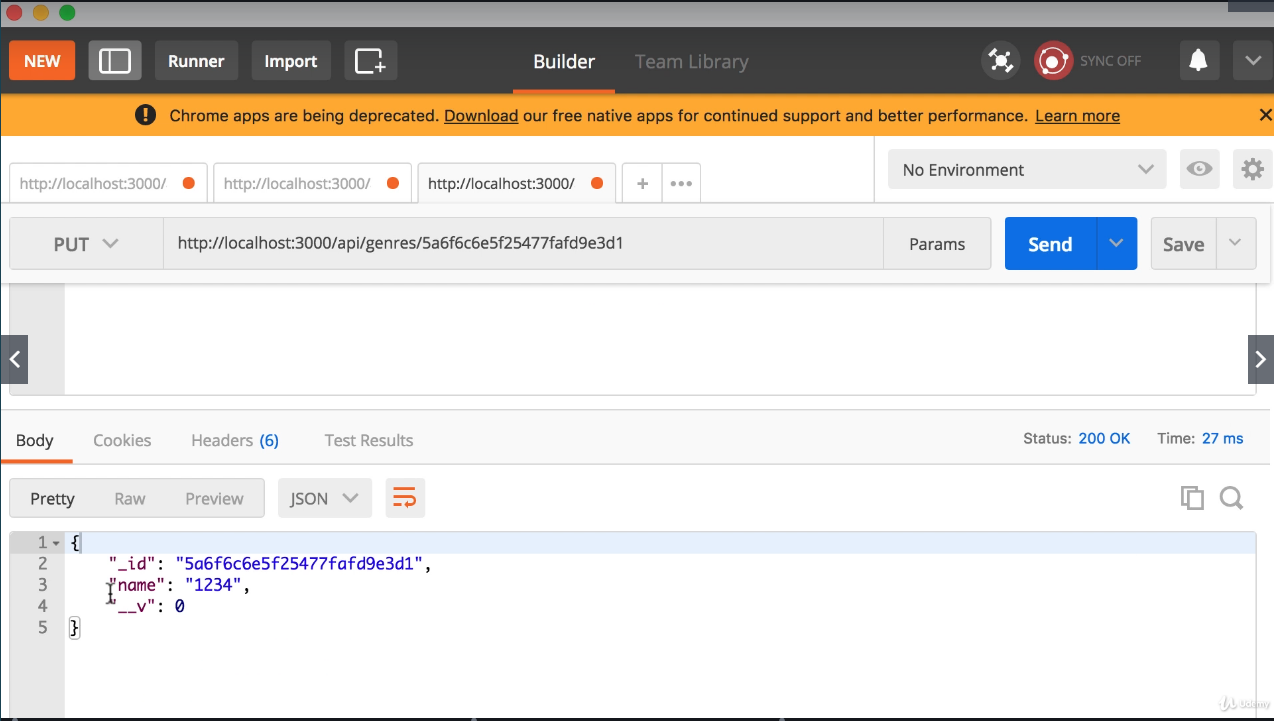 NEW Runner Import Builder Team Library SYNC OFF
Chrome apps are being deprecated. Download our free native apps for continued support and better performance. Learn more
http://localhost:3000/ http://localhost:3000/ http://localhost:3000/ + ••• No Environment
PUT http://localhost:3000/api/genres/5a6f6c6e5f25477fafd9e3d1 Params Send Save
Body Cookies Headers (6) Test Results Status: 200 OK Time: 27 ms
Pretty Raw Preview JSON
1 {
2 "_id": "5a6f6c6e5f25477fafd9e3d1",
3 "name": "1234",
4 "__v": 0
5 }
Udemy